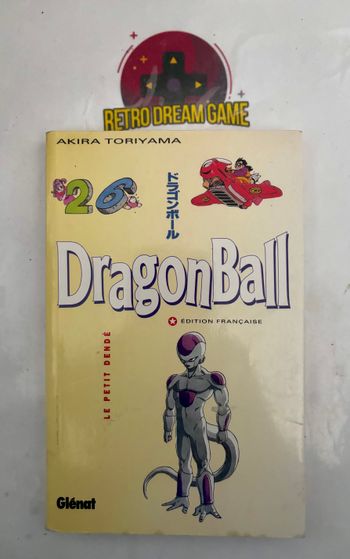 RETRO DREAM GAME
AKIRA TORIYAMA
26
ドラゴンボール
DragonBall
ÉDITION FRANÇAISE
LE PETIT DENDÉ
Glénat